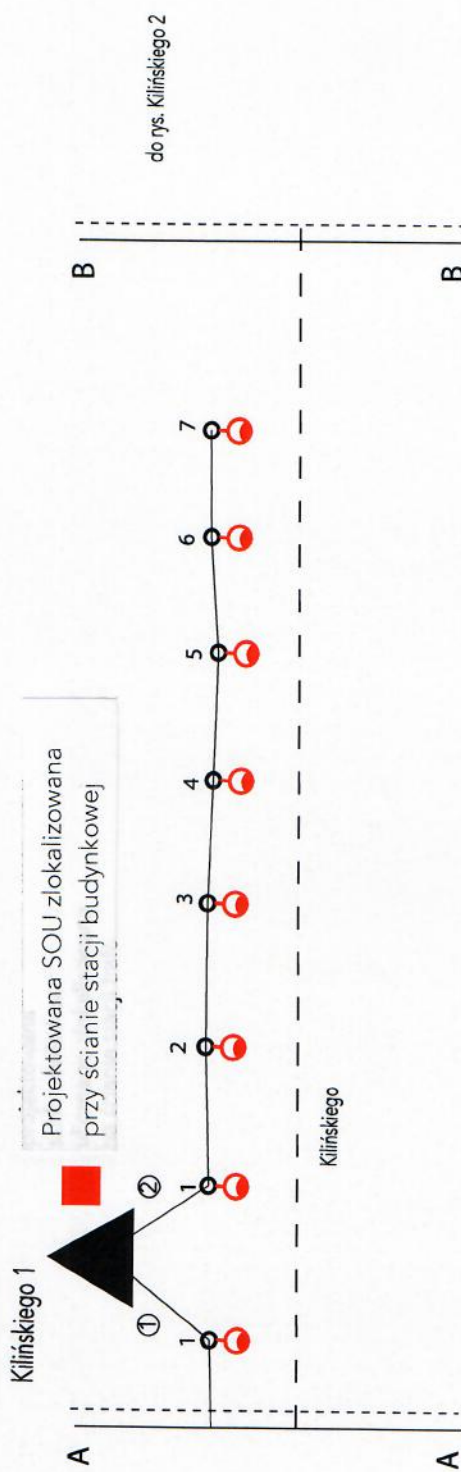 Kilińskiego 1
Projektowana SOU zlokalizowana
przy ścianie stacji budynkowej
A
B
do rys. Kilińskiego 2
①
②
1
1
2
3
4
5
6
7
Kilińskiego
A
B